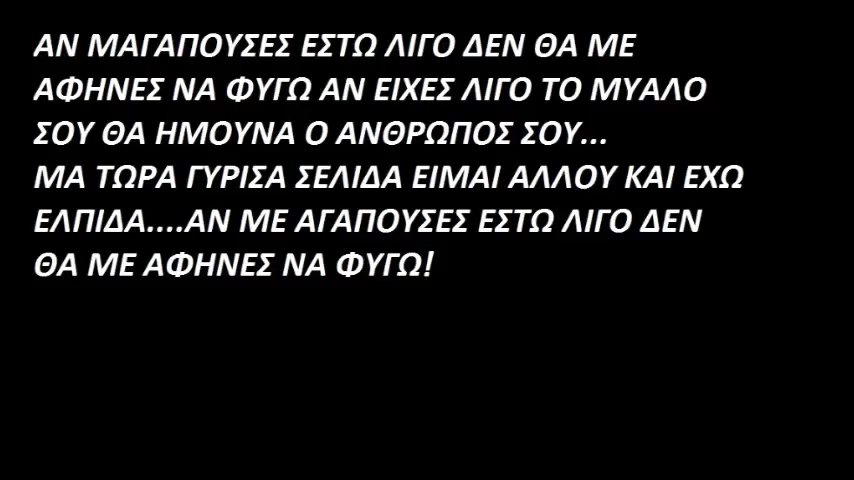 ΑΝ ΜΑΓΑΠΟΥΣΕΣ ΕΣΤΩ ΛΙΓΟ ΔΕΝ ΘΑ ΜΕ
ΑΦΗΝΕΣ ΝΑ ΦΥΓΩ ΑΝ ΕΙΧΕΣ ΛΙΓΟ ΤΟ ΜΥΑΛΟ
ΣΟΥ ΘΑ ΗΜΟΥΝΑ Ο ΑΝΘΡΩΠΟΣ ΣΟΥ...
ΜΑ ΤΩΡΑ ΓΥΡΙΣΑ ΣΕΛΙΔΑ ΕΙΜΑΙ ΑΛΛΟΥ ΚΑΙ ΕΧΩ
ΕΛΠΙΔΑ....ΑΝ ΜΕ ΑΓΑΠΟΥΣΕΣ ΕΣΤΩ ΛΙΓΟ ΔΕΝ
ΘΑ ΜΕ ΑΦΗΝΕΣ ΝΑ ΦΥΓΩ!